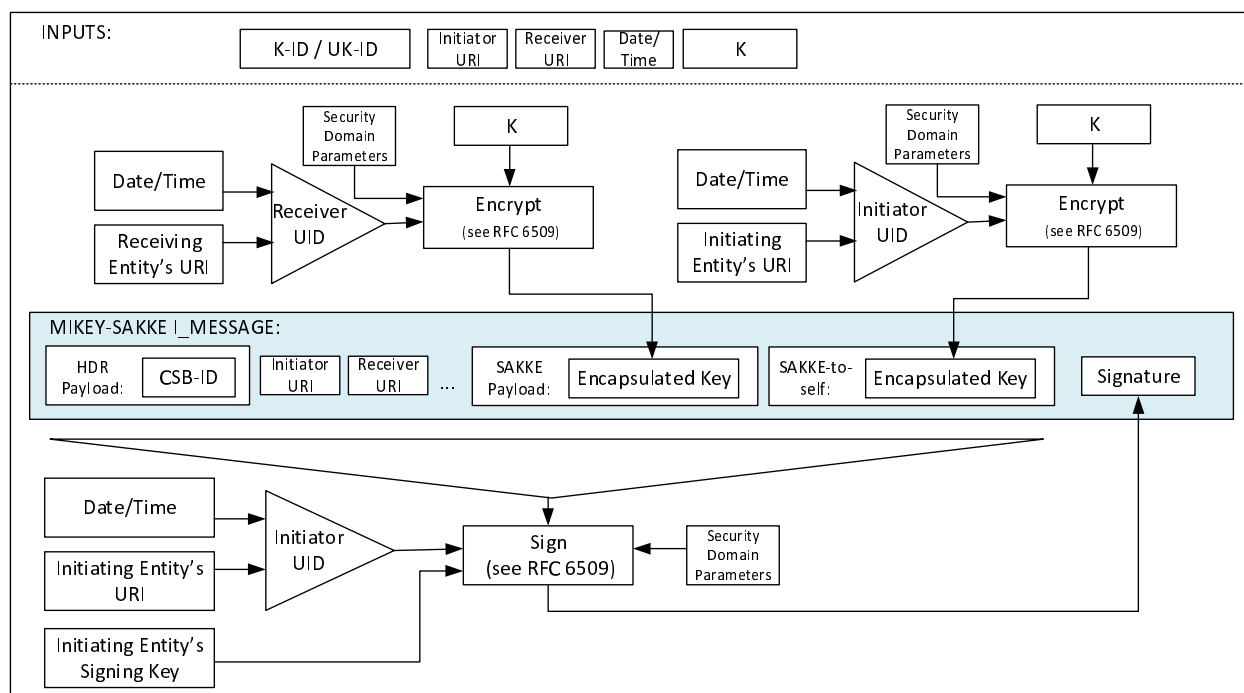 INPUTS:
K-ID / UK-ID
Initiator
URI
Receiver
URI
Date/
Time
K
Security
Domain
Parameters
K
Date/Time
Receiver
UID
Encrypt
(see RFC 6509)
Receiving
Entity's URI
Security
Domain
Parameters
K
Date/Time
Initiator
UID
Encrypt
(see RFC 6509)
Initiating
Entity's URI
MIKEY-SAKKE I_MESSAGE:
HDR
Payload:
CSB-ID
Initiator
URI
Receiver
URI
...
SAKKE
Payload:
Encapsulated Key
SAKKE-to-
self:
Encapsulated Key
Signature
Date/Time
Initiator
UID
Initiating Entity's
URI
Sign
(see RFC 6509)
Security
Domain
Parameters
Initiating Entity's
Signing Key